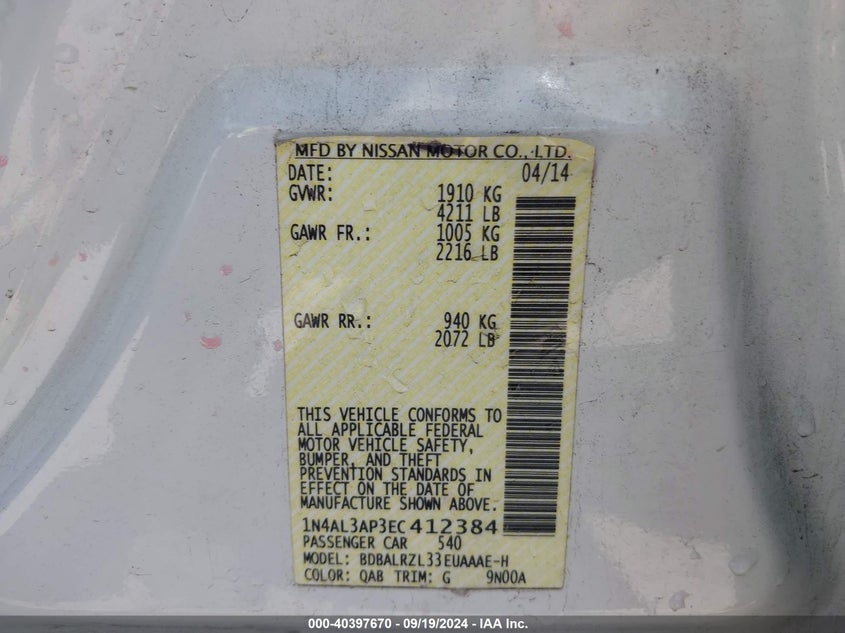 MFD BY NISSAN MOTOR CO., LTD.
DATE: 04/14
GVWR: 1910 KG
4211 LB
GAWR FR.: 1005 KG
2216 LB
GAWR RR.: 940 KG
2072 LB
THIS VEHICLE CONFORMS TO
ALL APPLICABLE FEDERAL
MOTOR VEHICLE SAFETY,
BUMPER, AND THEFT
PREVENTION STANDARDS IN
EFFECT ON THE DATE OF
MANUFACTURE SHOWN ABOVE.
1N4AL3AP3EC412384
PASSENGER CAR 540
MODEL: BDBALRZL33EUAAAE-H
COLOR: QAB TRIM: G 9N00A
000-40397670 - 09/19/2024 - IAA Inc.